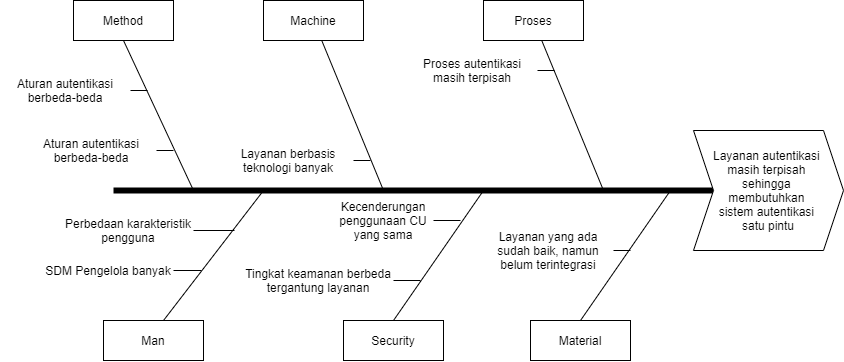 Method
Machine
Proses
Aturan autentikasi
berbeda-beda
Aturan autentikasi
berbeda-beda
Layanan berbasis
teknologi banyak
Proses autentikasi
masih terpisah
Layanan autentikasi
masih terpisah
sehingga
membutuhkan
sistem autentikasi
satu pintu
Perbedaan karakteristik
pengguna
SDM Pengelola banyak
Kecenderungan
penggunaan CU
yang sama
Tingkat keamanan berbeda
tergantung layanan
Layanan yang ada
sudah baik, namun
belum terintegrasi
Man
Security
Material